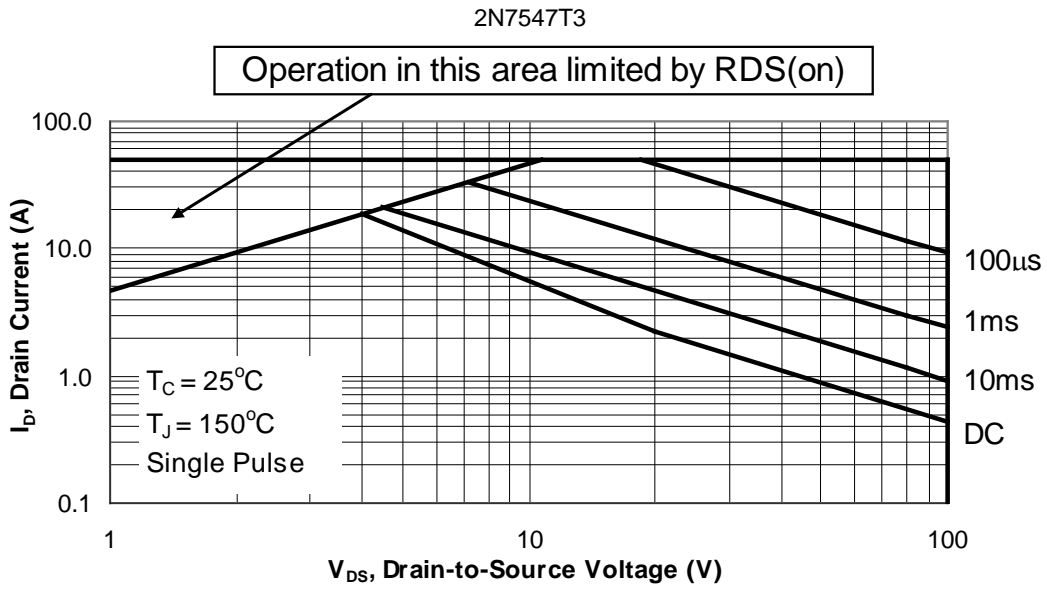 2N7547T3
Operation in this area limited by RDS(on)
100.0
10.0
1.0
0.1
I_D, Drain Current (A)
100μs
1ms
10ms
DC
T_C = 25°C
T_J = 150°C
Single Pulse
1 10 100
V_DS, Drain-to-Source Voltage (V)